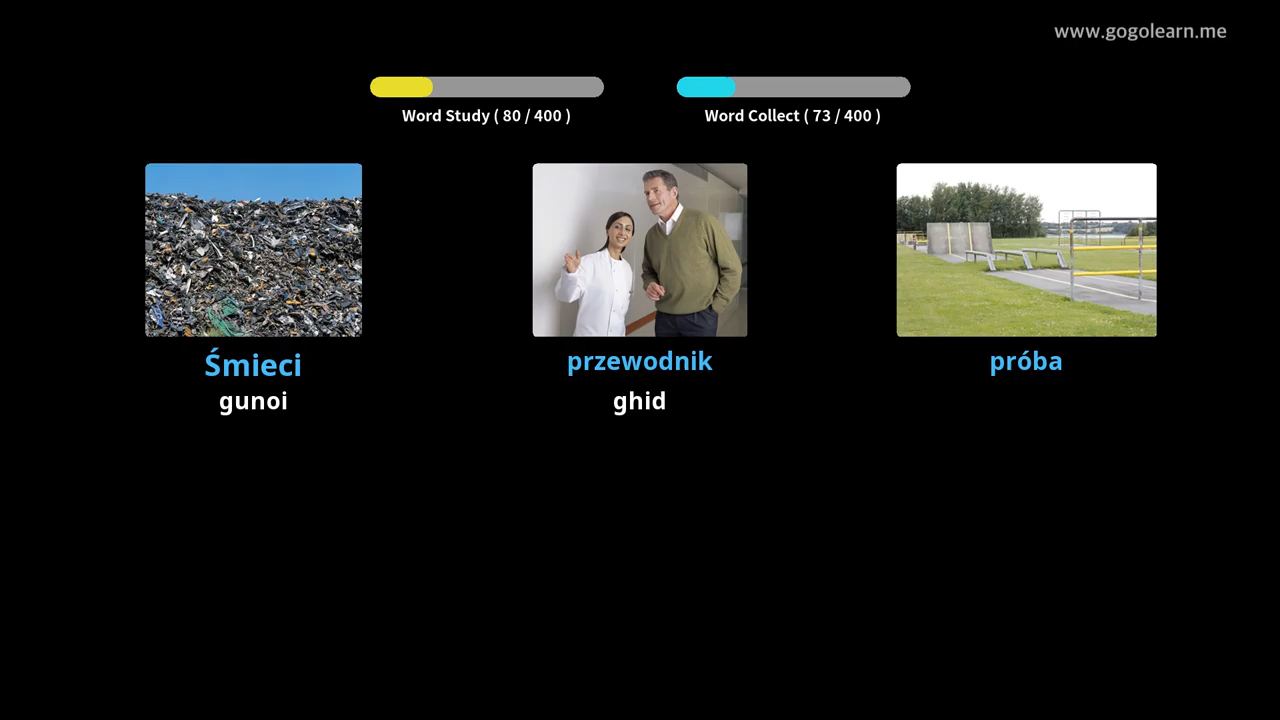 www.gogolearn.me
Word Study ( 80 / 400 )
Word Collect ( 73 / 400 )
Śmieci
gunoi
przewodnik
ghid
próba